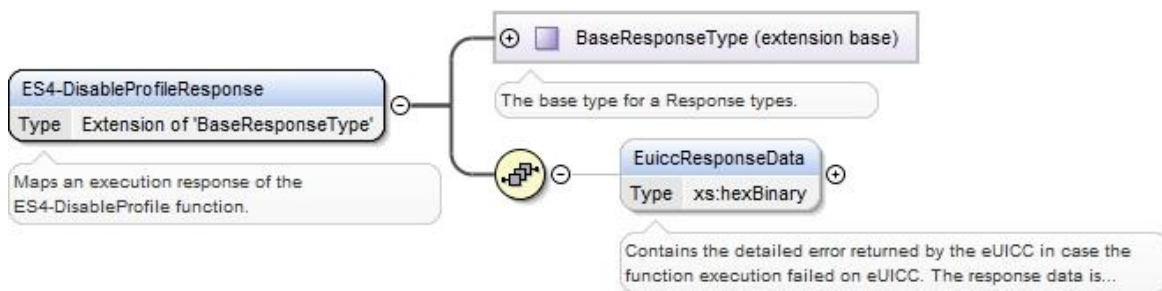 BaseResponseType (extension base)
The base type for a Response types.
ES4-DisableProfileResponse
Type Extension of 'BaseResponseType'
Maps an execution response of the
ES4-DisableProfile function.
EuiccResponseData
Type xs:hexBinary
Contains the detailed error returned by the eUICC in case the
function execution failed on eUICC. The response data is...